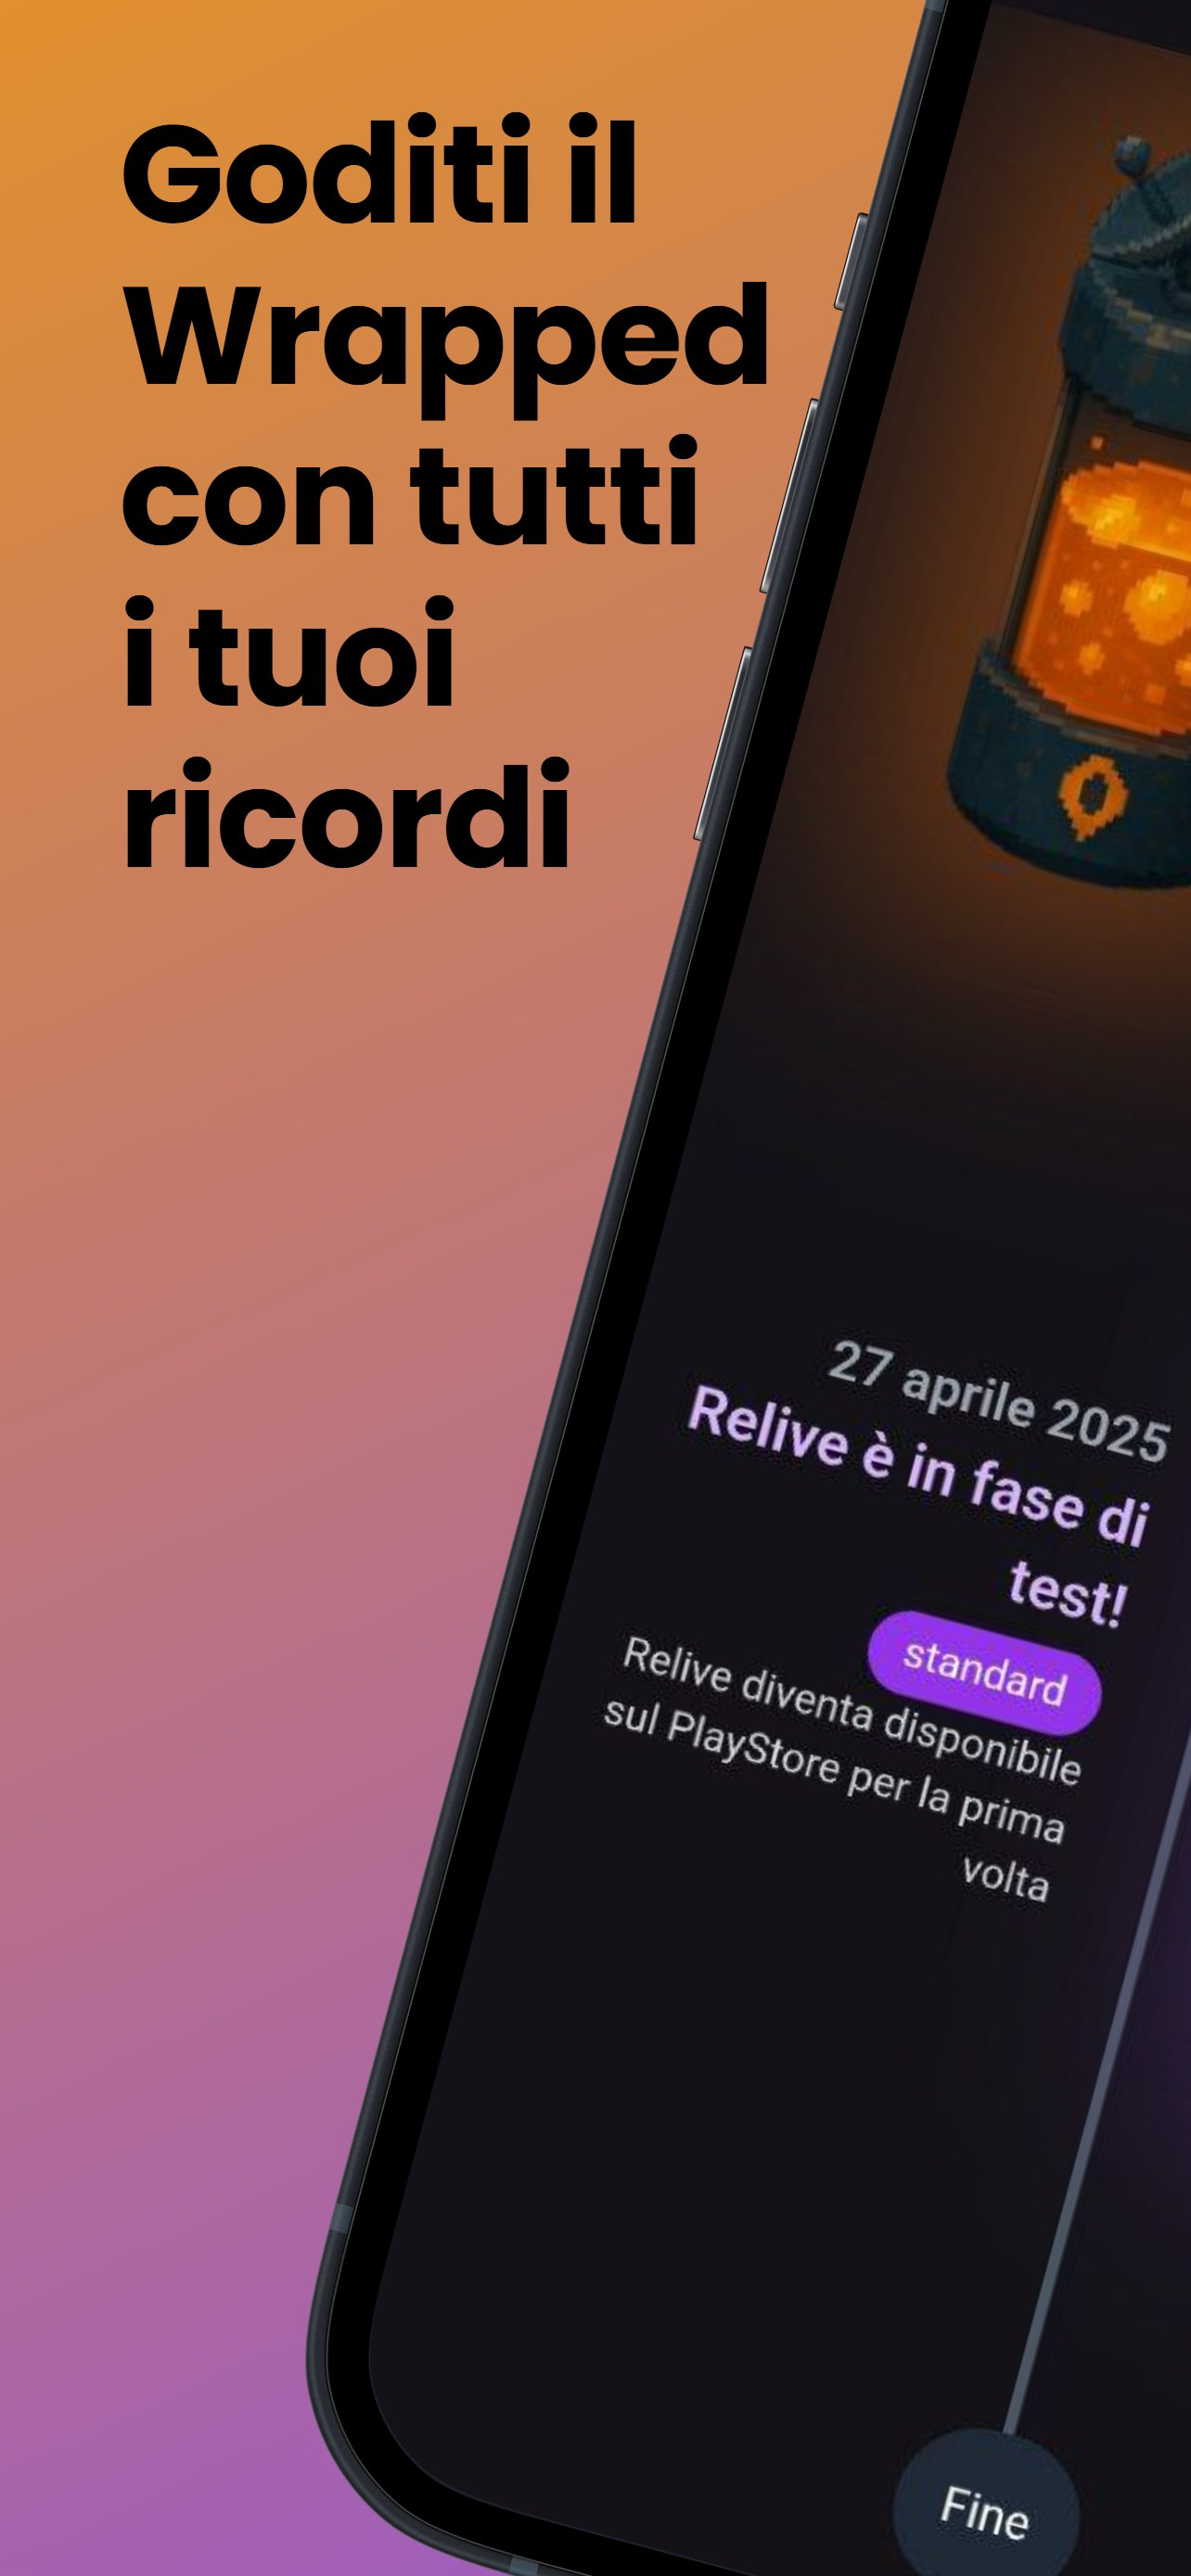 Goditi il
Wrapped
con tutti
i tuoi
ricordi
27 aprile 2025
Relive è in fase di
test!
standard
Relive diventa disponibile
sul PlayStore per la prima
volta
Fine